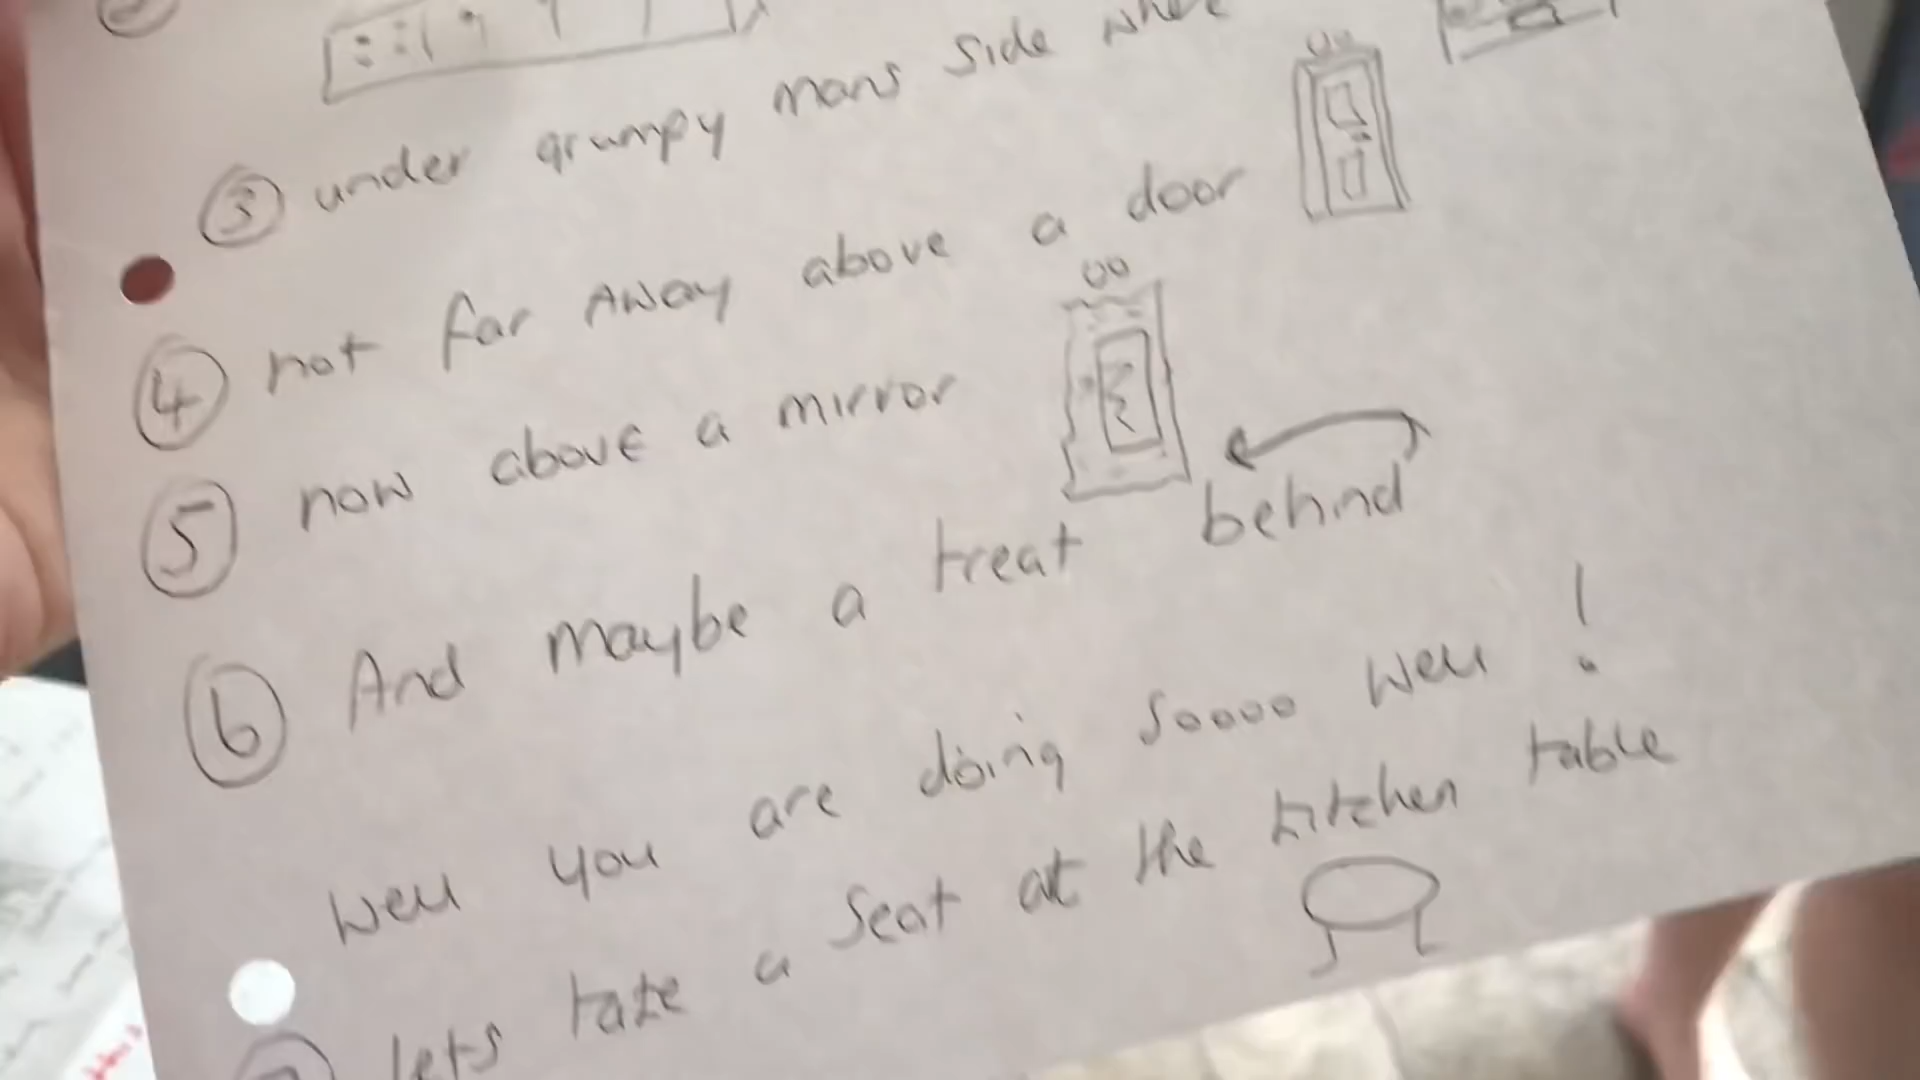 ③ under grumpy mans side where
④ not far away above a door
⑤ now above a mirror
⑥ And maybe a treat behind
Well you are doing soooo well !
lets take a seat at the kitchen table